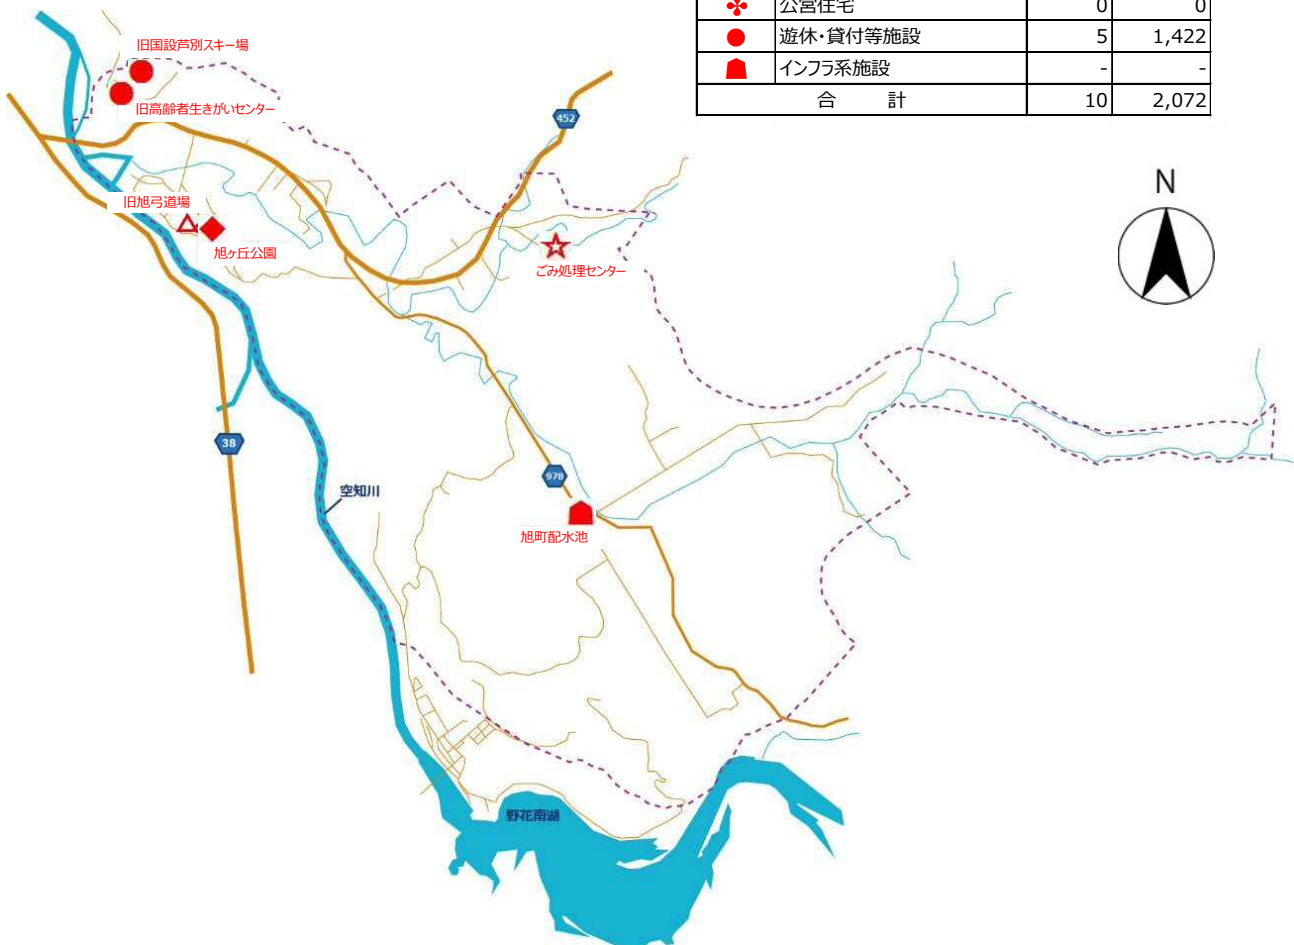 公営住宅 0 0
遊休・貸付等施設 5 1,422
インフラ系施設 - -
合 計 10 2,072
旧国設芦別スキー場
旧高齢者生きがいセンター
452
N
旧旭弓道場
旭ヶ丘公園
ごみ処理センター
38
978
空知川
旭町配水池
野花南湖